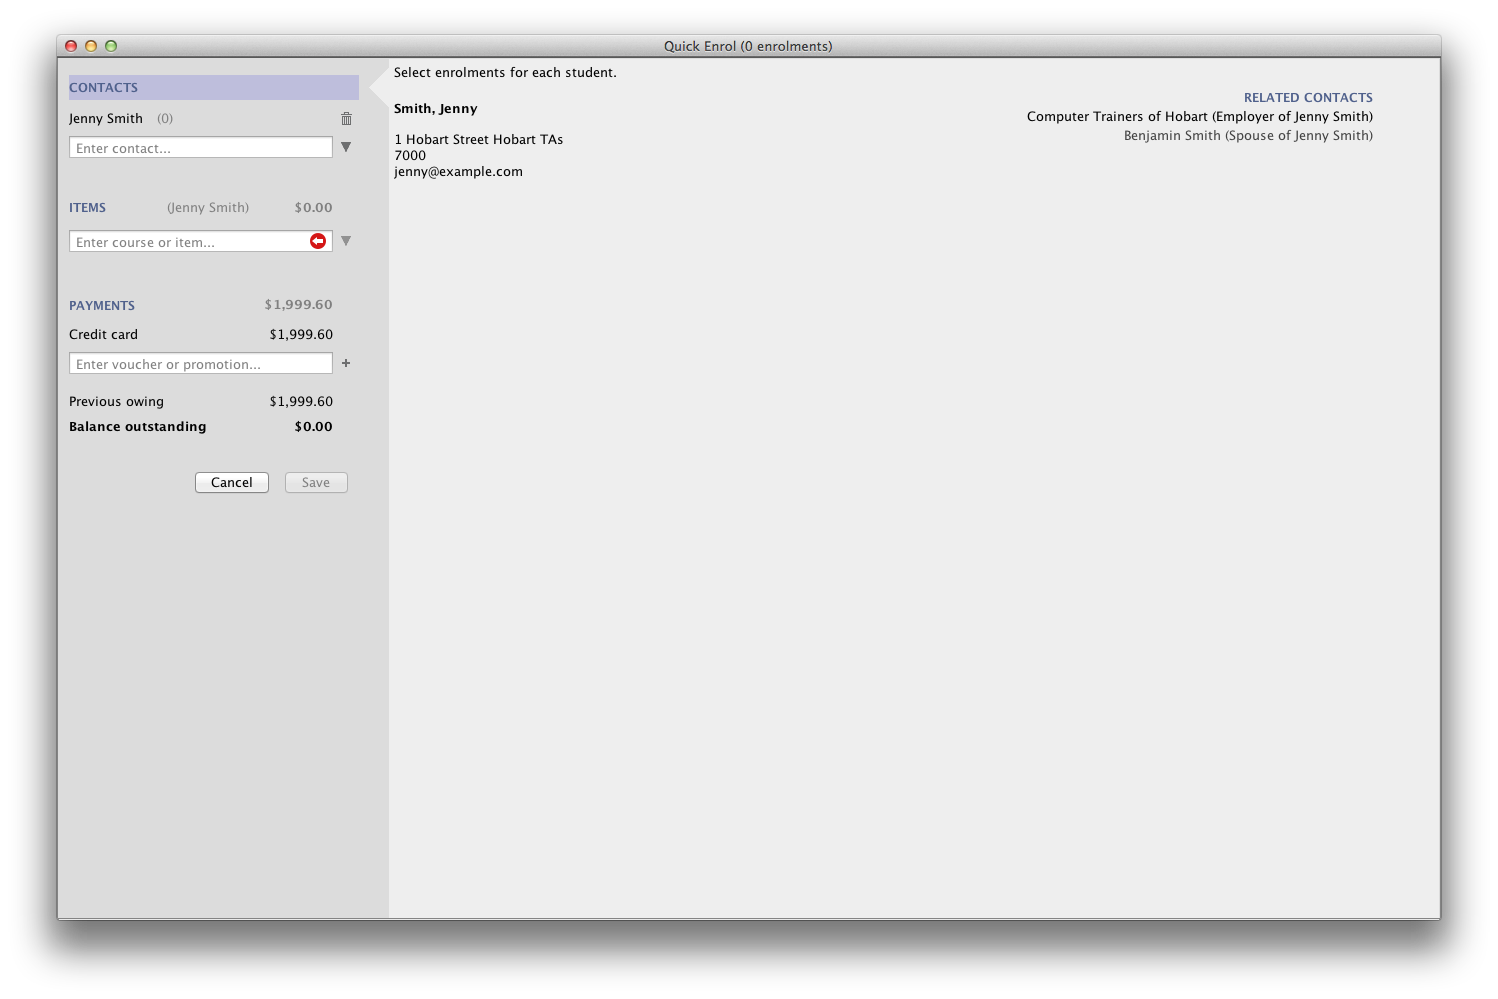 Quick Enrol (0 enrolments)
CONTACTS
Jenny Smith (0)
Enter contact...
ITEMS (Jenny Smith) $0.00
Enter course or item...
PAYMENTS $1,999.60
Credit card $1,999.60
Enter voucher or promotion...
Previous owing $1,999.60
Balance outstanding $0.00
Cancel Save
Select enrolments for each student.
Smith, Jenny
1 Hobart Street Hobart TAs
7000
jenny@example.com
RELATED CONTACTS
Computer Trainers of Hobart (Employer of Jenny Smith)
Benjamin Smith (Spouse of Jenny Smith)